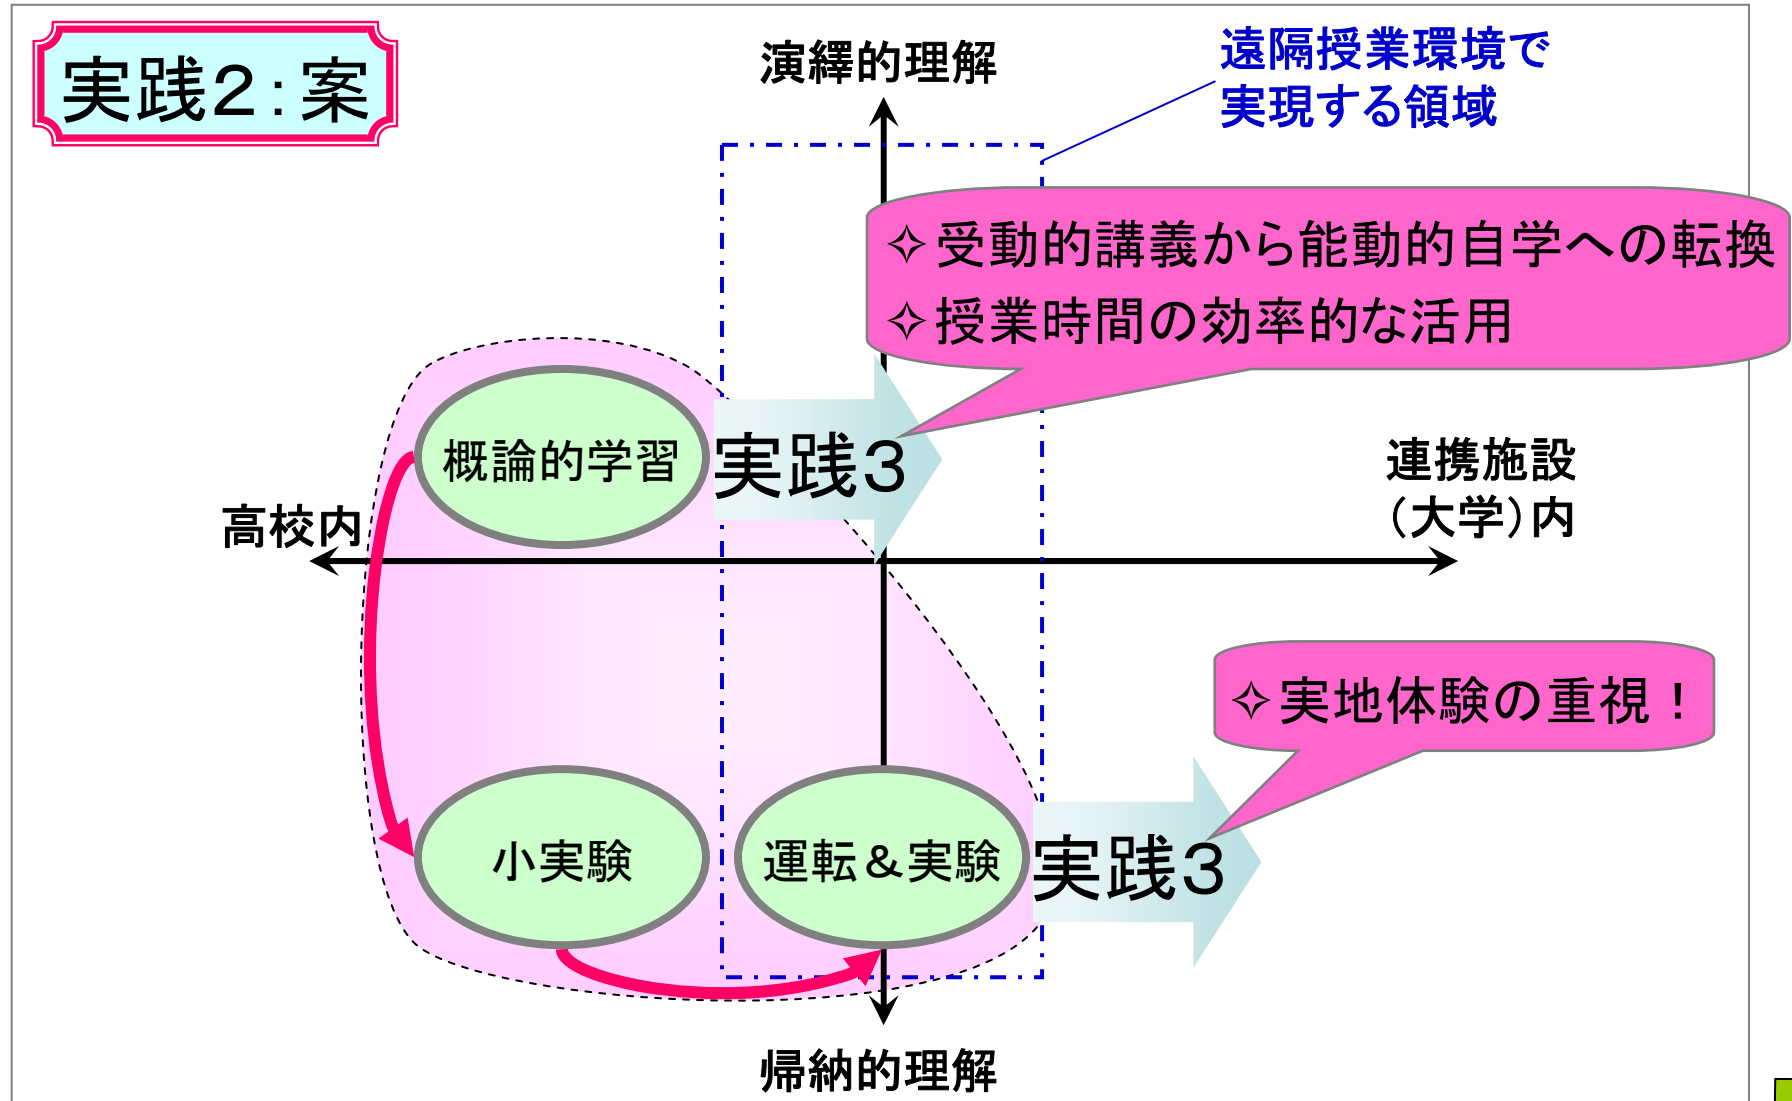 実践2：案
演繹的理解
遠隔授業環境で
実現する領域
✧受動的講義から能動的自学への転換
✧授業時間の効率的な活用
概論的学習
実践3
連携施設
（大学）内
高校内
✧実地体験の重視！
小実験
運転＆実験
実践3
帰納的理解